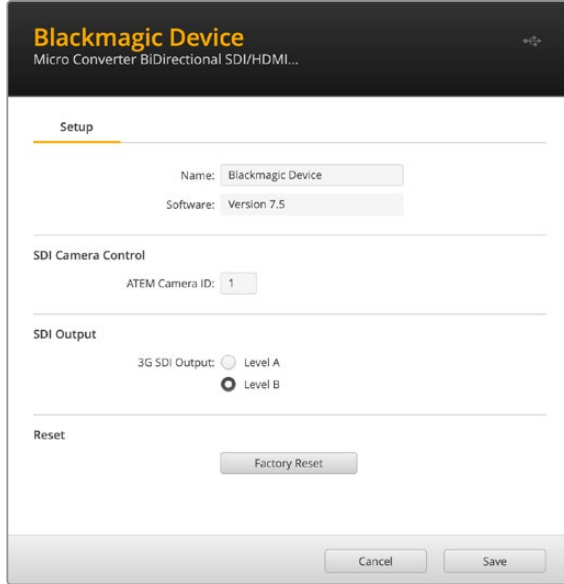 Blackmagic Device
Micro Converter BiDirectional SDI/HDMI...
Setup
Name: Blackmagic Device
Software: Version 7.5
SDI Camera Control
ATEM Camera ID: 1
SDI Output
3G SDI Output: Level A
Level B
Reset
Factory Reset
Cancel Save